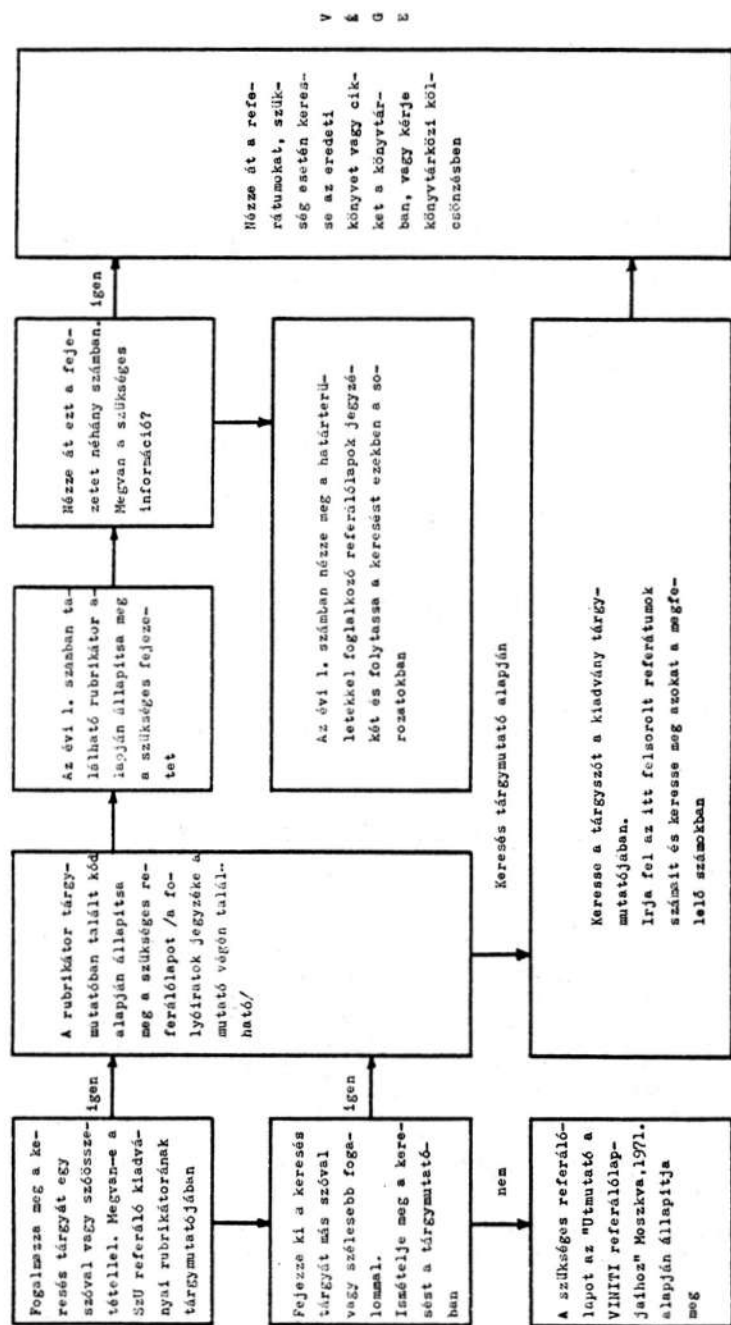 Fogalmazza meg a ke-
resés tárgyát egy
szóval vagy szóössze-
tétellel. Megvan-e a
SzU referáló kiadvá-
nyai rubrikátorának
tárgymutatójában
igen
Fejezze ki a keresés
tárgyát más szóval
vagy szélesebb foga-
lommal.
Ismételje meg a kere-
sést a tárgymutató-
ban
igen
nem
A szükséges referáló-
lapot az "Utmutató a
VINITI referálólap-
jaihoz" Moszkva,1971.
alapján állapitja
meg
A rubrikátor tárgy-
mutatóban talált kód
alapján állapitsa
meg a szükséges re-
ferálólapot /a fo-
lyóiratok jegyzéke a
mutató végén talál-
ható/
Az évi 1. számban ta-
lálható rubrikátor a-
lapján állapitsa meg
a szükséges fejeze-
tet
Nézze át ezt a feje-
zetet néhány számban.
Megvan a szükséges
információ?
igen
Az évi 1. számban nézze meg a határterü-
letekkel foglalkozó referálólapok jegyzé-
két és folytassa a keresést ezekben a so-
rozatokban
Keresés tárgymutató alapján
Keresse a tárgyszót a kiadvány tárgy-
mutatójában.
Irja fel az itt felsorolt referátumok
számait és keresse meg azokat a megfe-
lelő számokban
Nézze át a refe-
rátumokat, szük-
ség esetén keres-
se az eredeti
könyvet vagy cik-
ket a könyvtár-
ban, vagy kérje
könyvtárközi köl-
csönzésben
V É G E